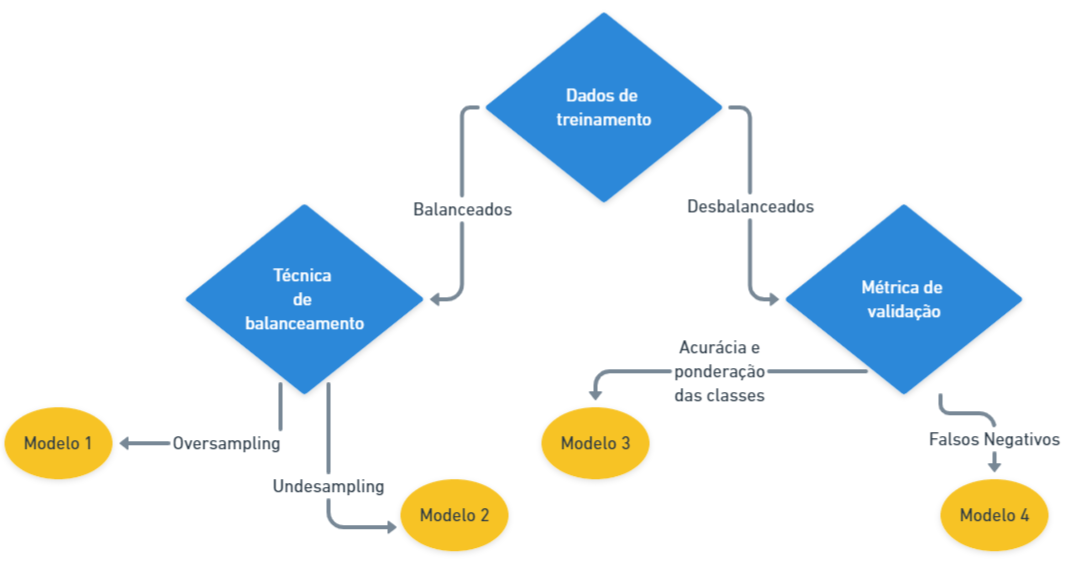 Dados de
treinamento
Balanceados
Desbalanceados
Técnica
de
balanceamento
Métrica de
validação
Acurácia e
ponderação
das classes
Modelo 1
Oversampling
Modelo 3
Falsos Negativos
Undesampling
Modelo 2
Modelo 4